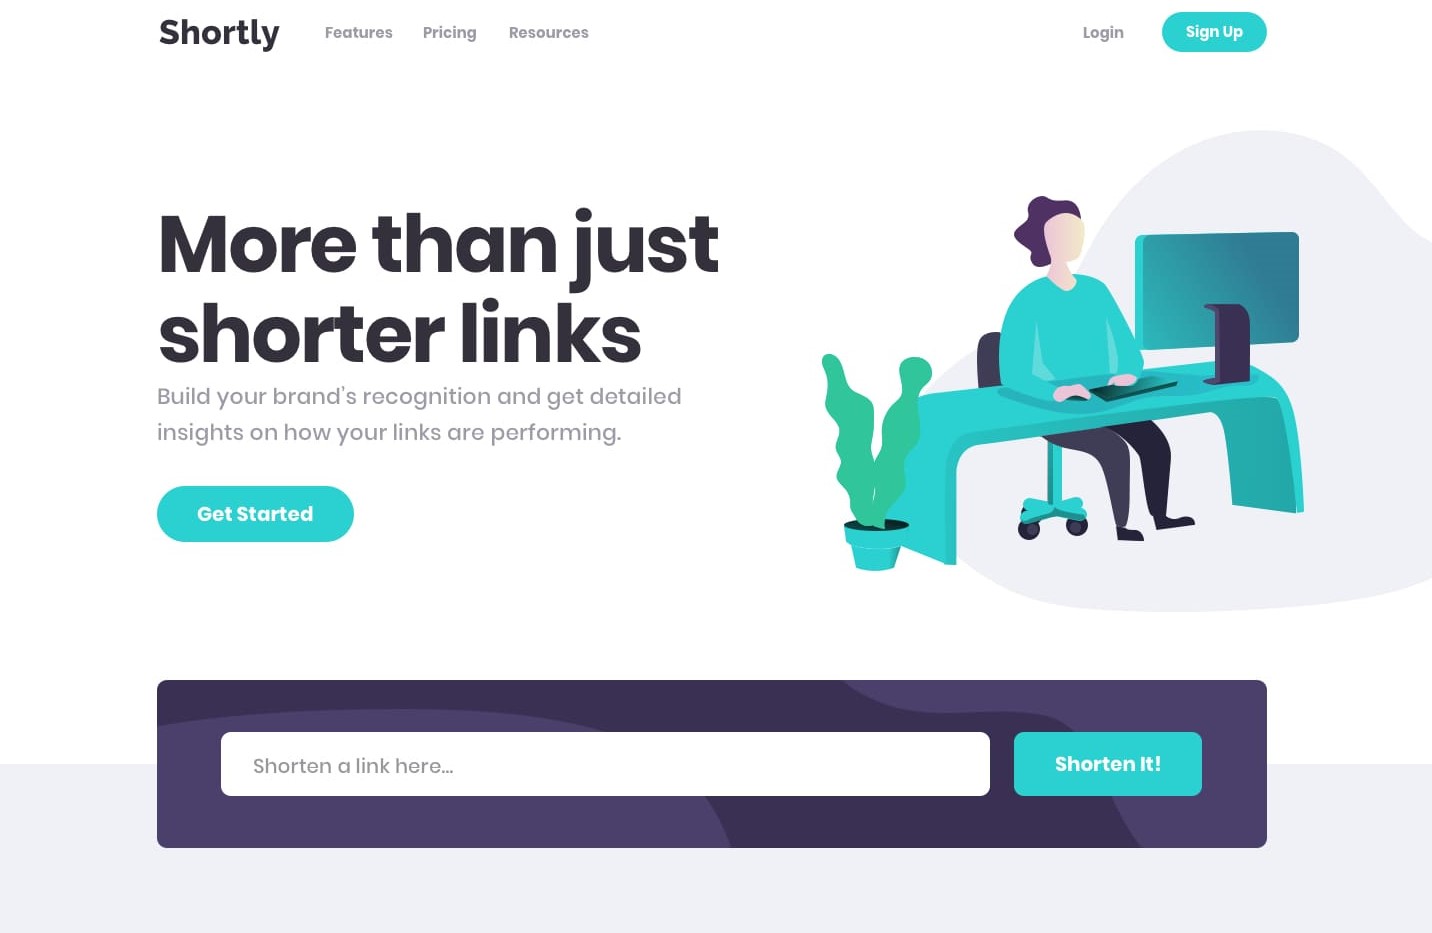 Shortly
Features
Pricing
Resources
Login
Sign Up
More than just
shorter links
Build your brand’s recognition and get detailed
insights on how your links are performing.
Get Started
Shorten a link here...
Shorten It!